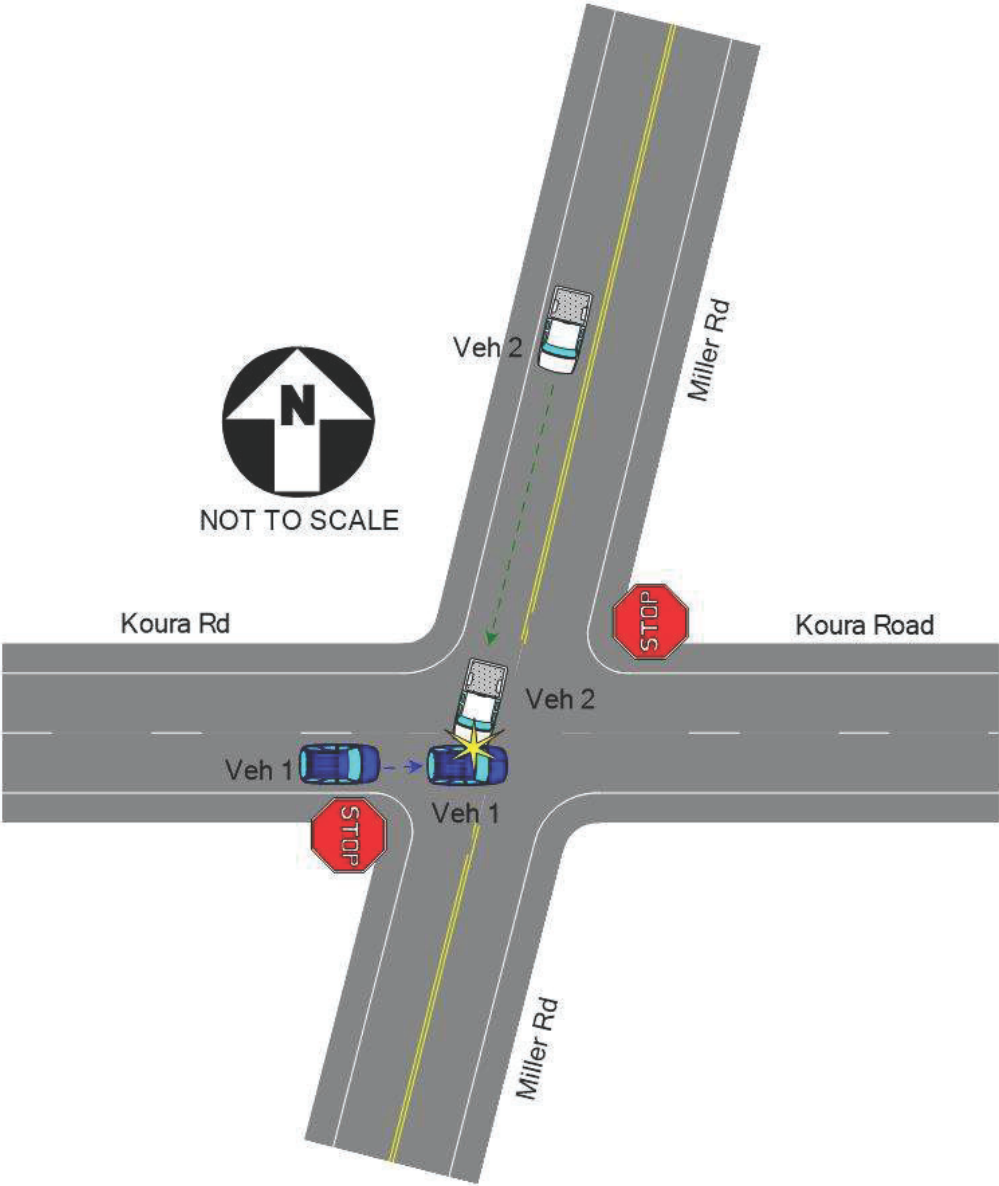 Miller Rd
Veh 2
N
NOT TO SCALE
STOP
Koura Rd
Koura Road
Veh 2
Veh 1
Veh 1
STOP
Miller Rd